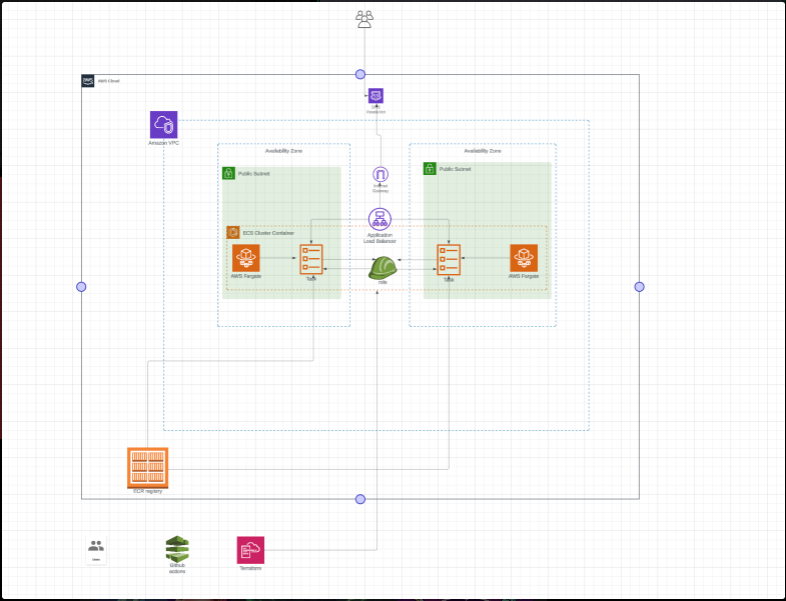 AWS Cloud
Amazon VPC
Availability Zone
Availability Zone
Public Subnet
Public Subnet
Internet
Gateway
Application
Load Balancer
ECS Cluster Container
AWS Fargate
Task
role
Task
AWS Fargate
ECR registry
Github
actions
Terraform